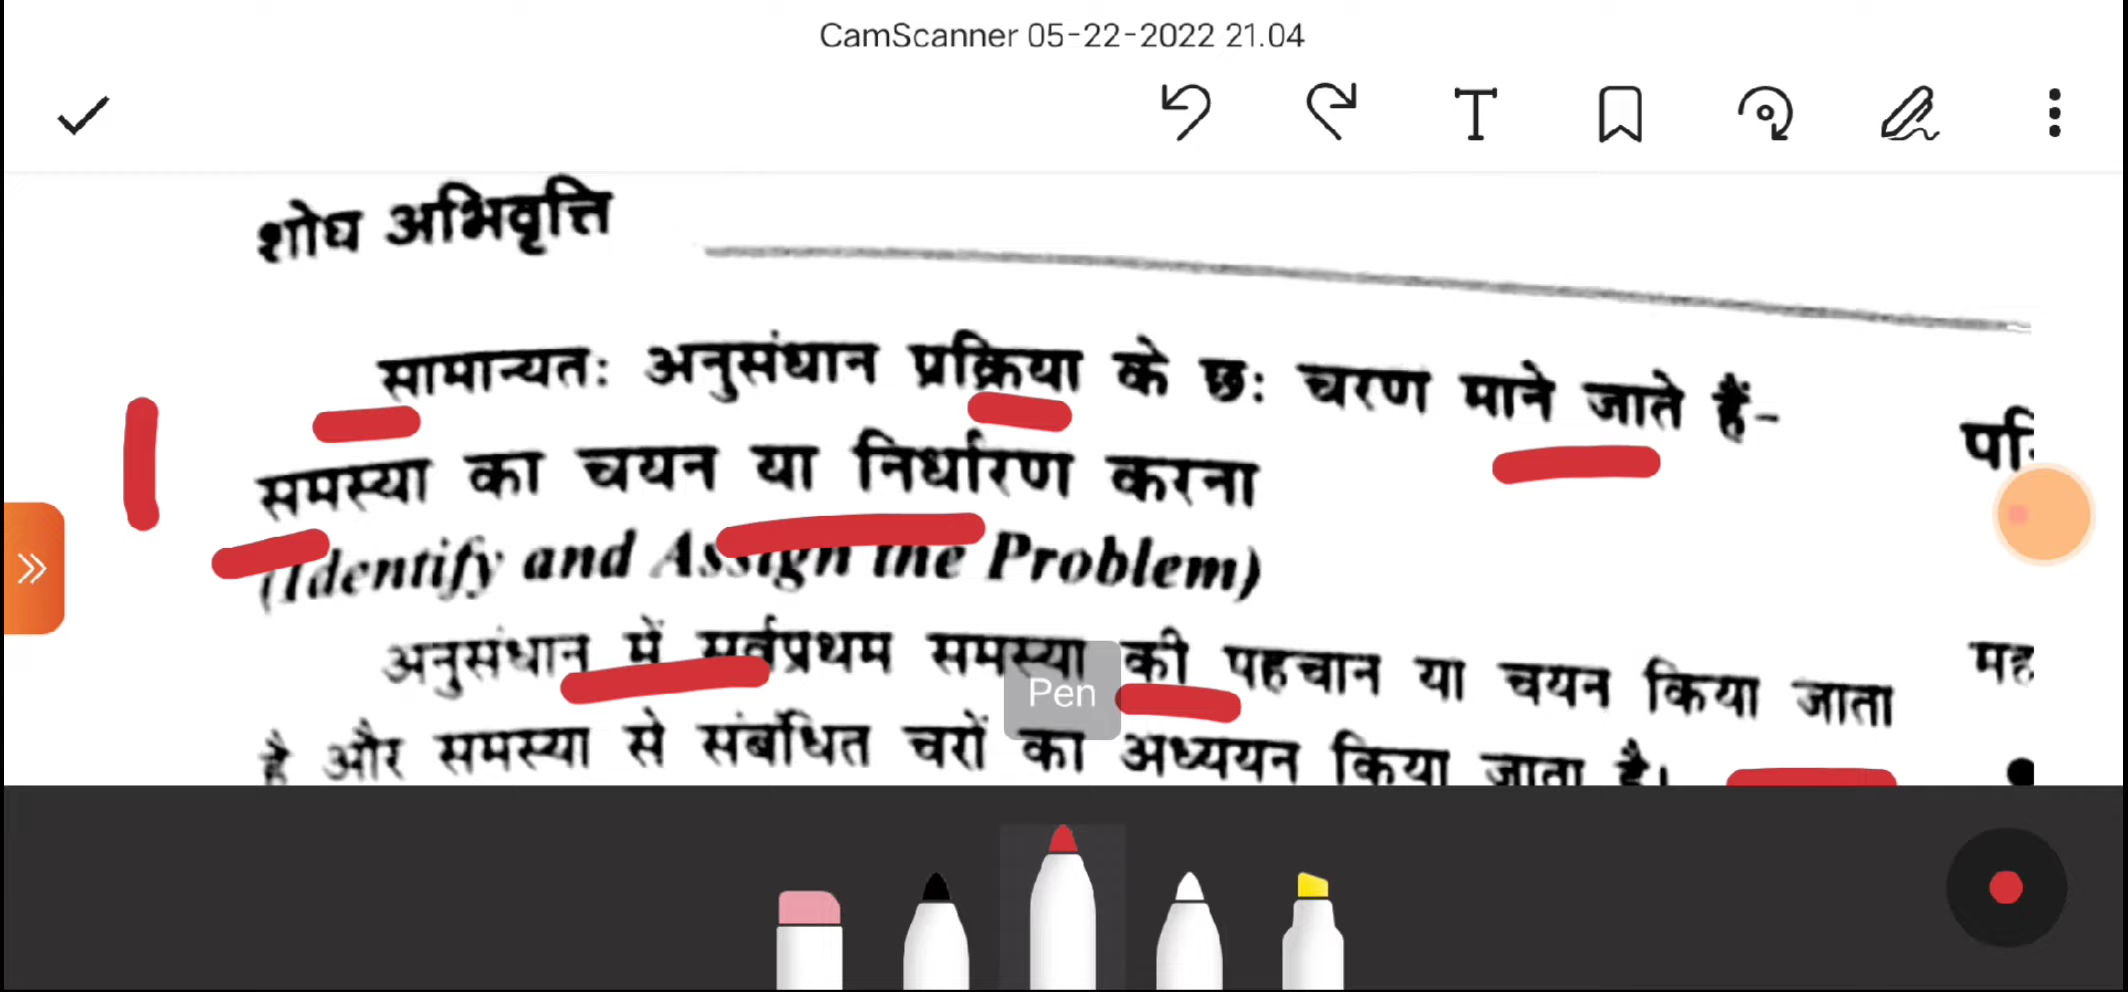 CamScanner 05-22-2022 21.04
शोध अभिवृत्ति
सामान्यतः अनुसंधान प्रक्रिया के छः चरण माने जाते हैं-
समस्या का चयन या निर्धारण करना
(Identify and Assign the Problem)
अनुसंधान में सर्वप्रथम समस्या की पहचान या चयन किया जाता
है और समस्या से संबंधित चरों का अध्ययन किया जाता है।
मह
Pen